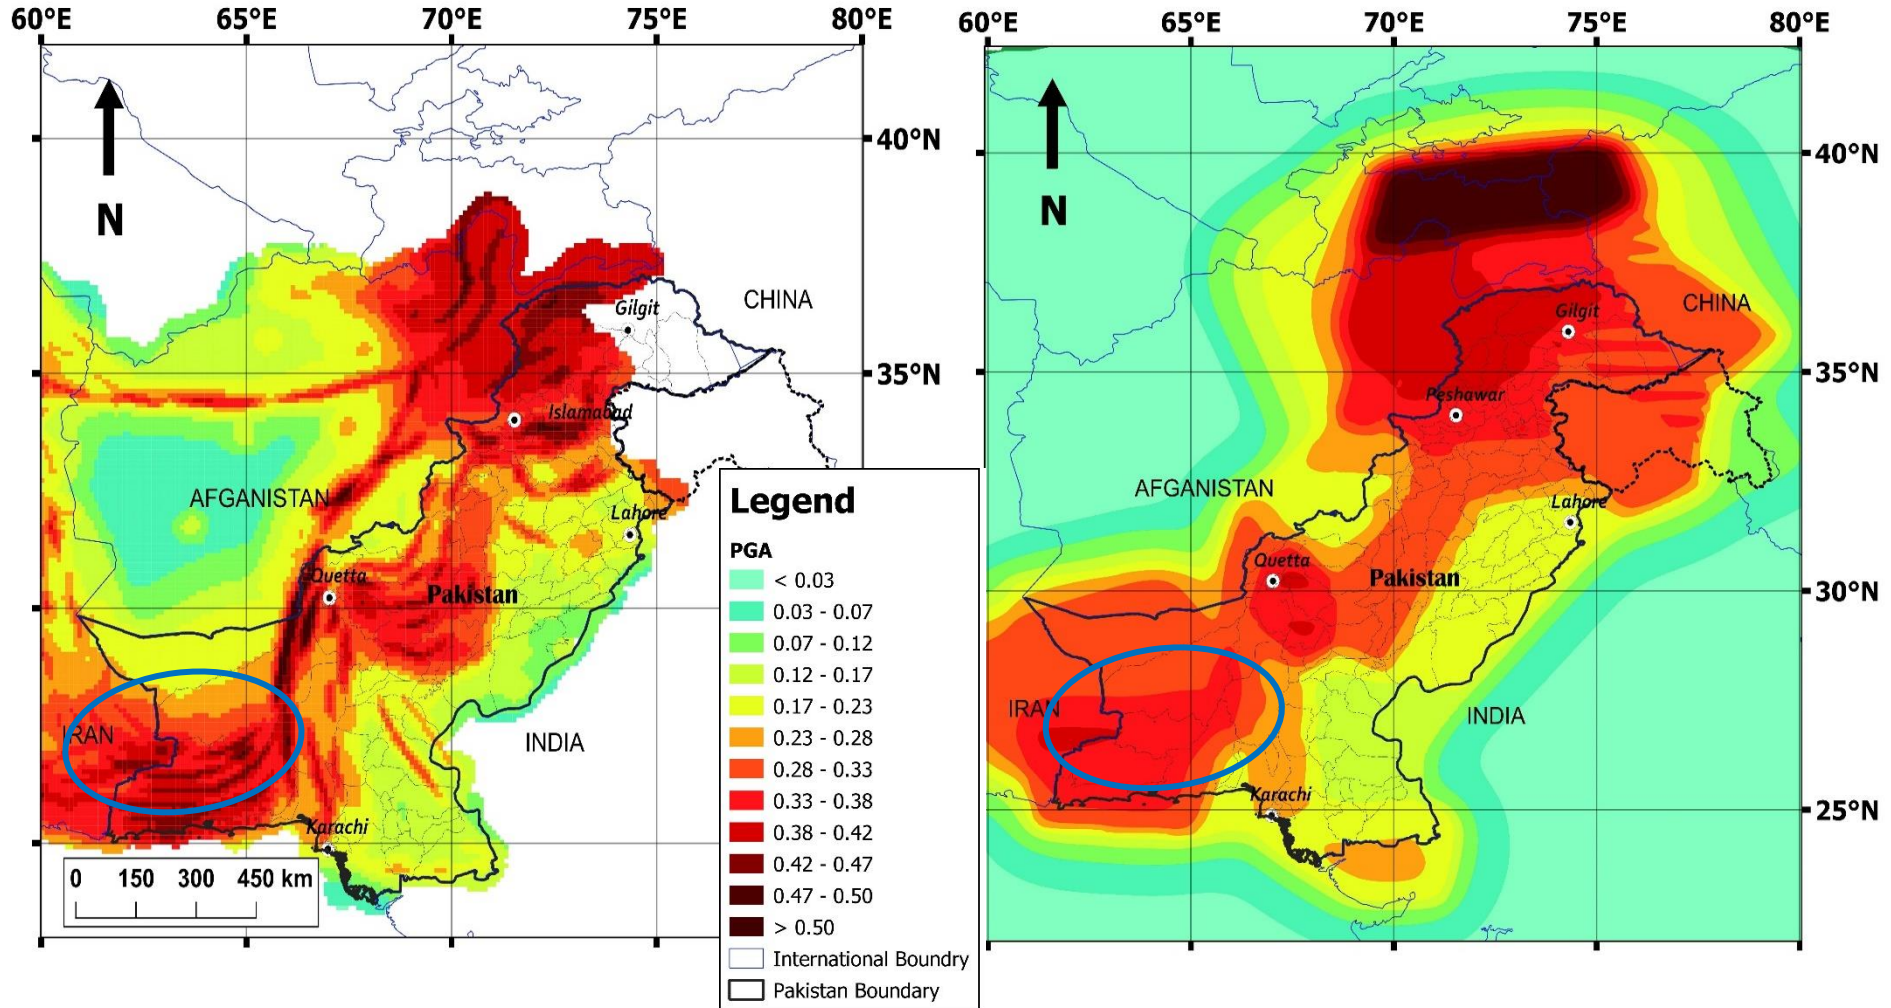 60°E 65°E 70°E 75°E 80°E
60°E 65°E 70°E 75°E 80°E
N
40°N
35°N
CHINA
Gilgit
Islamabad
AFGANISTAN
Lahore
Quetta
Pakistan
IRAN
INDIA
Karachi
0 150 300 450 km
Legend
PGA
< 0.03
0.03 - 0.07
0.07 - 0.12
0.12 - 0.17
0.17 - 0.23
0.23 - 0.28
0.28 - 0.33
0.33 - 0.38
0.38 - 0.42
0.42 - 0.47
0.47 - 0.50
> 0.50
International Boundry
Pakistan Boundary
N
40°N
CHINA
Gilgit
35°N
Peshawar
AFGANISTAN
Lahore
Quetta
Pakistan
30°N
IRAN
INDIA
Karachi
25°N